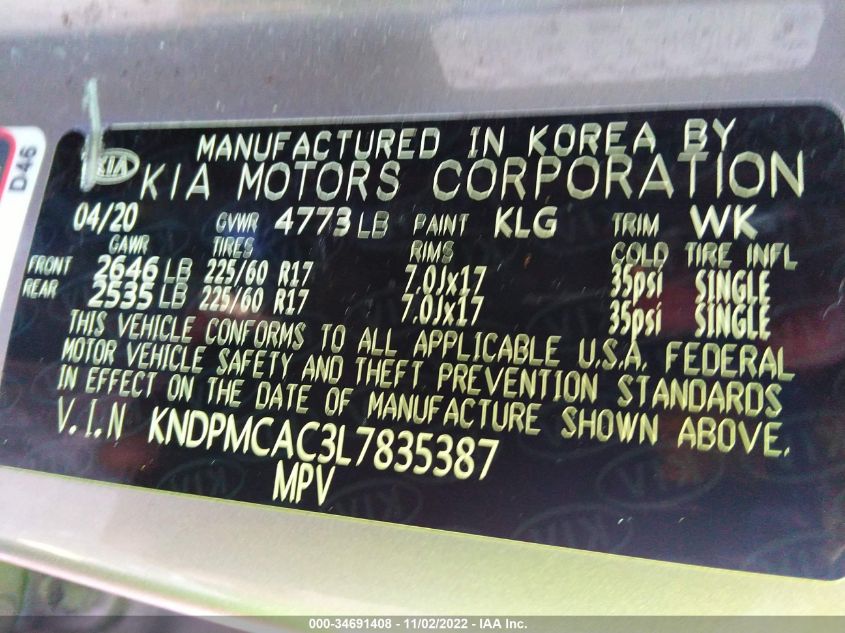 D46
MANUFACTURED IN KOREA BY
KIA KIA MOTORS CORPORATION
04/20 GVWR 4773 LB PAINT KLG TRIM WK
GAWR TIRES RIMS COLD TIRE INFL
FRONT 2646 LB 225/60 R17 7.0Jx17 35psi SINGLE
REAR 2535 LB 225/60 R17 7.0Jx17 35psi SINGLE
THIS VEHICLE CONFORMS TO ALL APPLICABLE U.S.A. FEDERAL
MOTOR VEHICLE SAFETY AND THEFT PREVENTION STANDARDS
IN EFFECT ON THE DATE OF MANUFACTURE SHOWN ABOVE.
V.I.N KNDPMCAC3L7835387
MPV
000-34691408 - 11/02/2022 - IAA Inc.